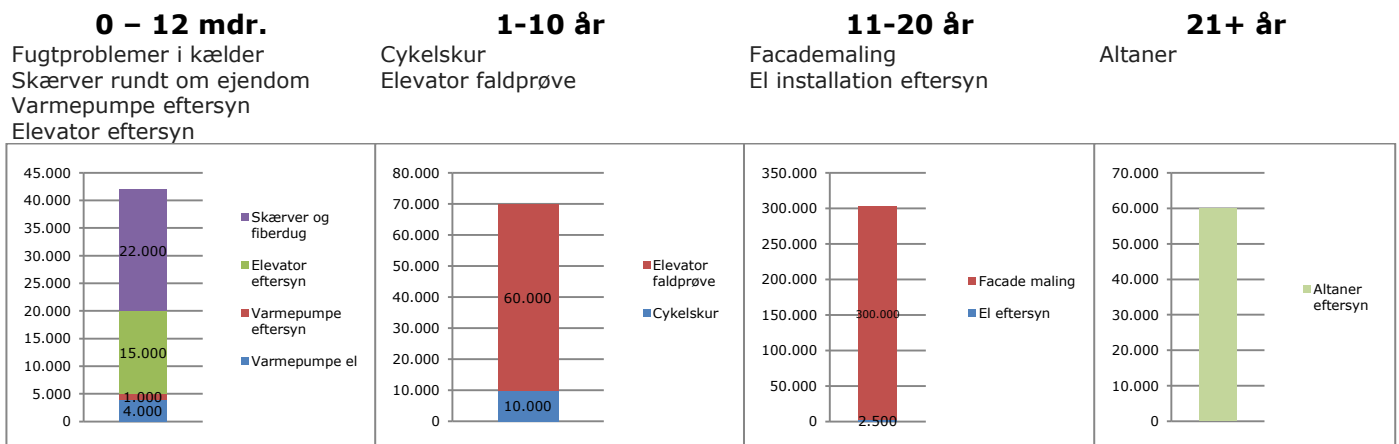 0 – 12 mdr.
Fugtproblemer i kælder
Skærver rundt om ejendom
Varmepumpe eftersyn
Elevator eftersyn
1-10 år
Cykelskur
Elevator faldprøve
11-20 år
Facademaling
El installation eftersyn
21+ år
Altaner
45.000
40.000
35.000
30.000
25.000
20.000
15.000
10.000
5.000
0
22.000
15.000
1.000
4.000
Skærver og
fiberdug
Elevator
eftersyn
Varmepumpe
eftersyn
Varmepumpe el
80.000
70.000
60.000
50.000
40.000
30.000
20.000
10.000
0
60.000
10.000
Elevator
faldprøve
Cykelskur
350.000
300.000
250.000
200.000
150.000
100.000
50.000
0
300.000
2.500
Facade maling
El eftersyn
70.000
60.000
50.000
40.000
30.000
20.000
10.000
0
Altaner
eftersyn